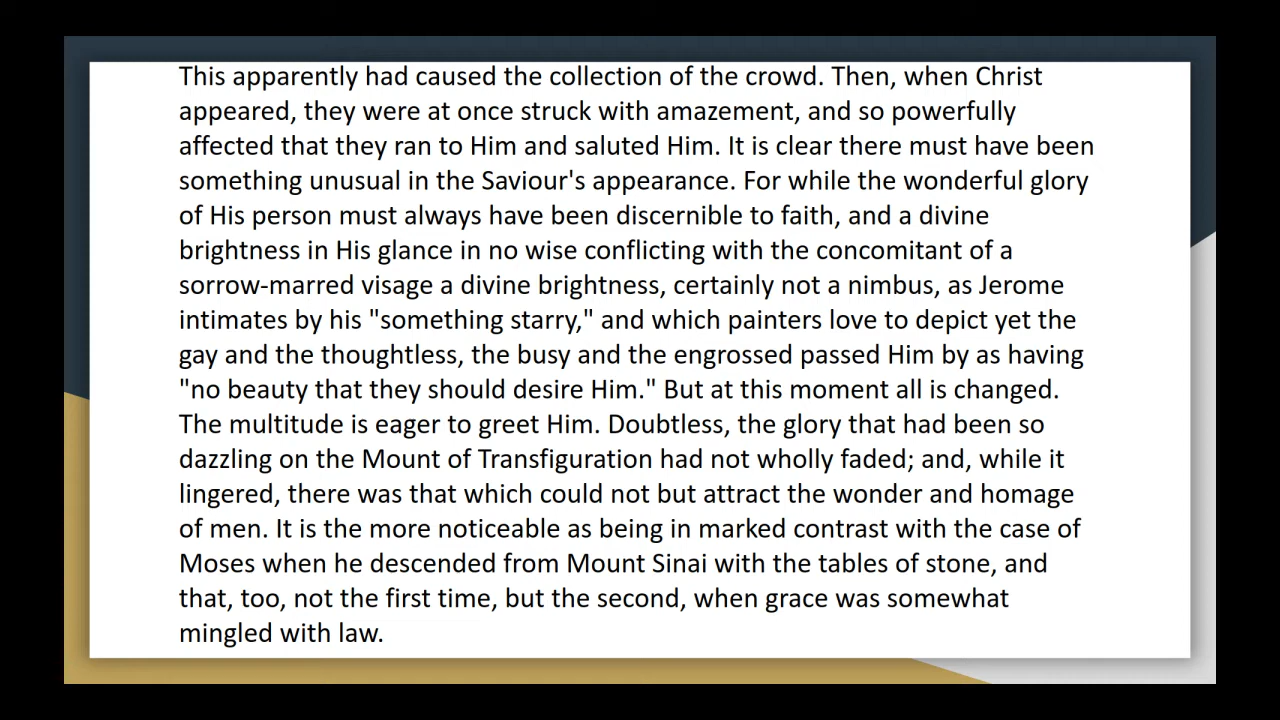 This apparently had caused the collection of the crowd. Then, when Christ
appeared, they were at once struck with amazement, and so powerfully
affected that they ran to Him and saluted Him. It is clear there must have been
something unusual in the Saviour's appearance. For while the wonderful glory
of His person must always have been discernible to faith, and a divine
brightness in His glance in no wise conflicting with the concomitant of a
sorrow-marred visage a divine brightness, certainly not a nimbus, as Jerome
intimates by his "something starry," and which painters love to depict yet the
gay and the thoughtless, the busy and the engrossed passed Him by as having
"no beauty that they should desire Him." But at this moment all is changed.
The multitude is eager to greet Him. Doubtless, the glory that had been so
dazzling on the Mount of Transfiguration had not wholly faded; and, while it
lingered, there was that which could not but attract the wonder and homage
of men. It is the more noticeable as being in marked contrast with the case of
Moses when he descended from Mount Sinai with the tables of stone, and
that, too, not the first time, but the second, when grace was somewhat
mingled with law.